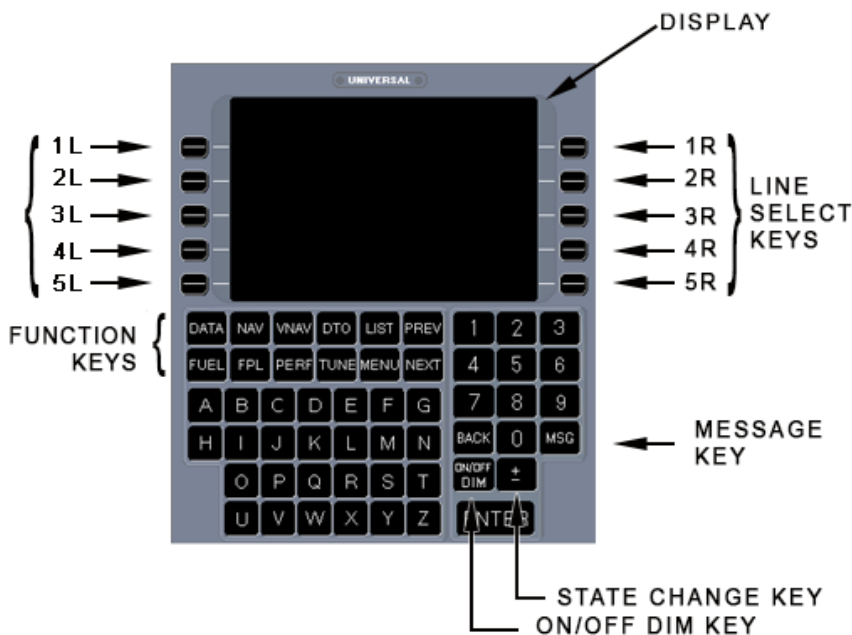 DISPLAY
UNIVERSAL
1L 1R
2L 2R
3L 3R
4L 4R
5L 5R
LINE
SELECT
KEYS
FUNCTION
KEYS
DATA NAV VNAV DTO LIST PREV 1 2 3
FUEL FPL PERF TUNE MENU NEXT 4 5 6
A B C D E F G 7 8 9
H I J K L M N BACK 0 MSG
MESSAGE
KEY
O P Q R S T ON/OFF DIM ±
U V W X Y Z ENTER
STATE CHANGE KEY
ON/OFF DIM KEY